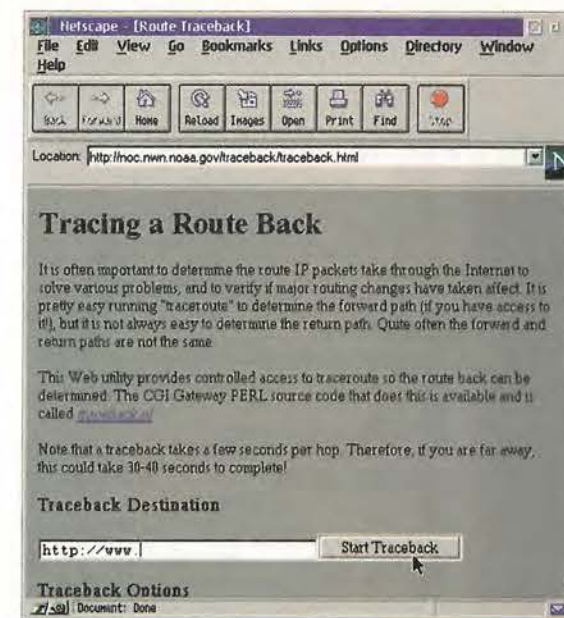 Netscape - [Route Traceback]
File Edit View Go Bookmarks Links Options Directory Window
Help
Back Forward Home Reload Images Open Print Find Stop
Location: http://noc.nwn.noaa.gov/traceback/traceback.html
N
Tracing a Route Back
It is often important to determine the route IP packets take through the Internet to
solve various problems, and to verify if major routing changes have taken affect. It is
pretty easy running "traceroute" to determine the forward path (if you have access to
it!), but it is not always easy to determine the return path. Quite often the forward and
return paths are not the same.
This Web utility provides controlled access to traceroute so the route back can be
determined. The CGI Gateway PERL source code that does this is available and is
called
Note that a traceback takes a few seconds per hop. Therefore, if you are far away,
this could take 30-40 seconds to complete!
Traceback Destination
http://www.
Start Traceback
Traceback Options
Document: Done